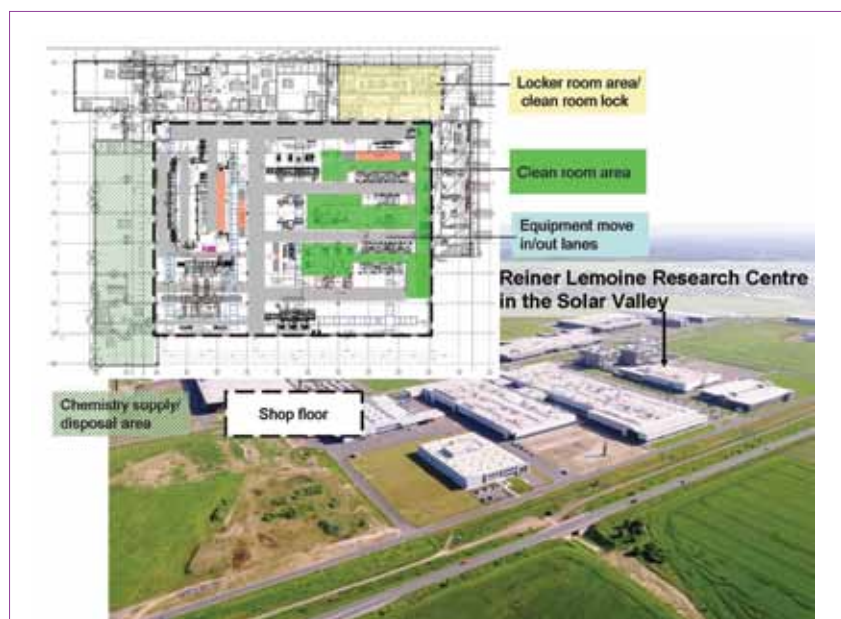 Locker room area/
clean room lock
Clean room area
Equipment move
in/out lanes
Reiner Lemoine Research Centre
in the Solar Valley
Chemistry supply/
disposal area
Shop floor